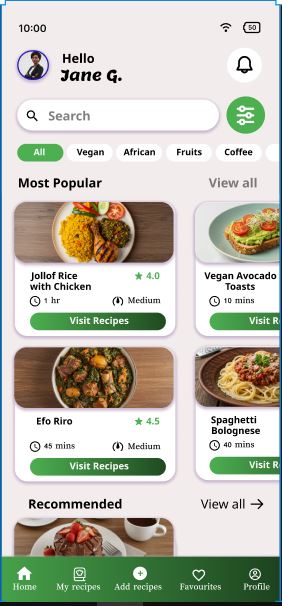 10:00
50
Hello
Jane G.
Search
All Vegan African Fruits Coffee
Most Popular View all
Jollof Rice
with Chicken
★ 4.0
1 hr Medium
Visit Recipes
Vegan Avocado
Toasts
10 mins
Visit R
Efo Riro
★ 4.5
45 mins Medium
Visit Recipes
Spaghetti
Bolognese
40 mins
Visit R
Recommended View all →
Home My recipes Add recipes Favourites Profile